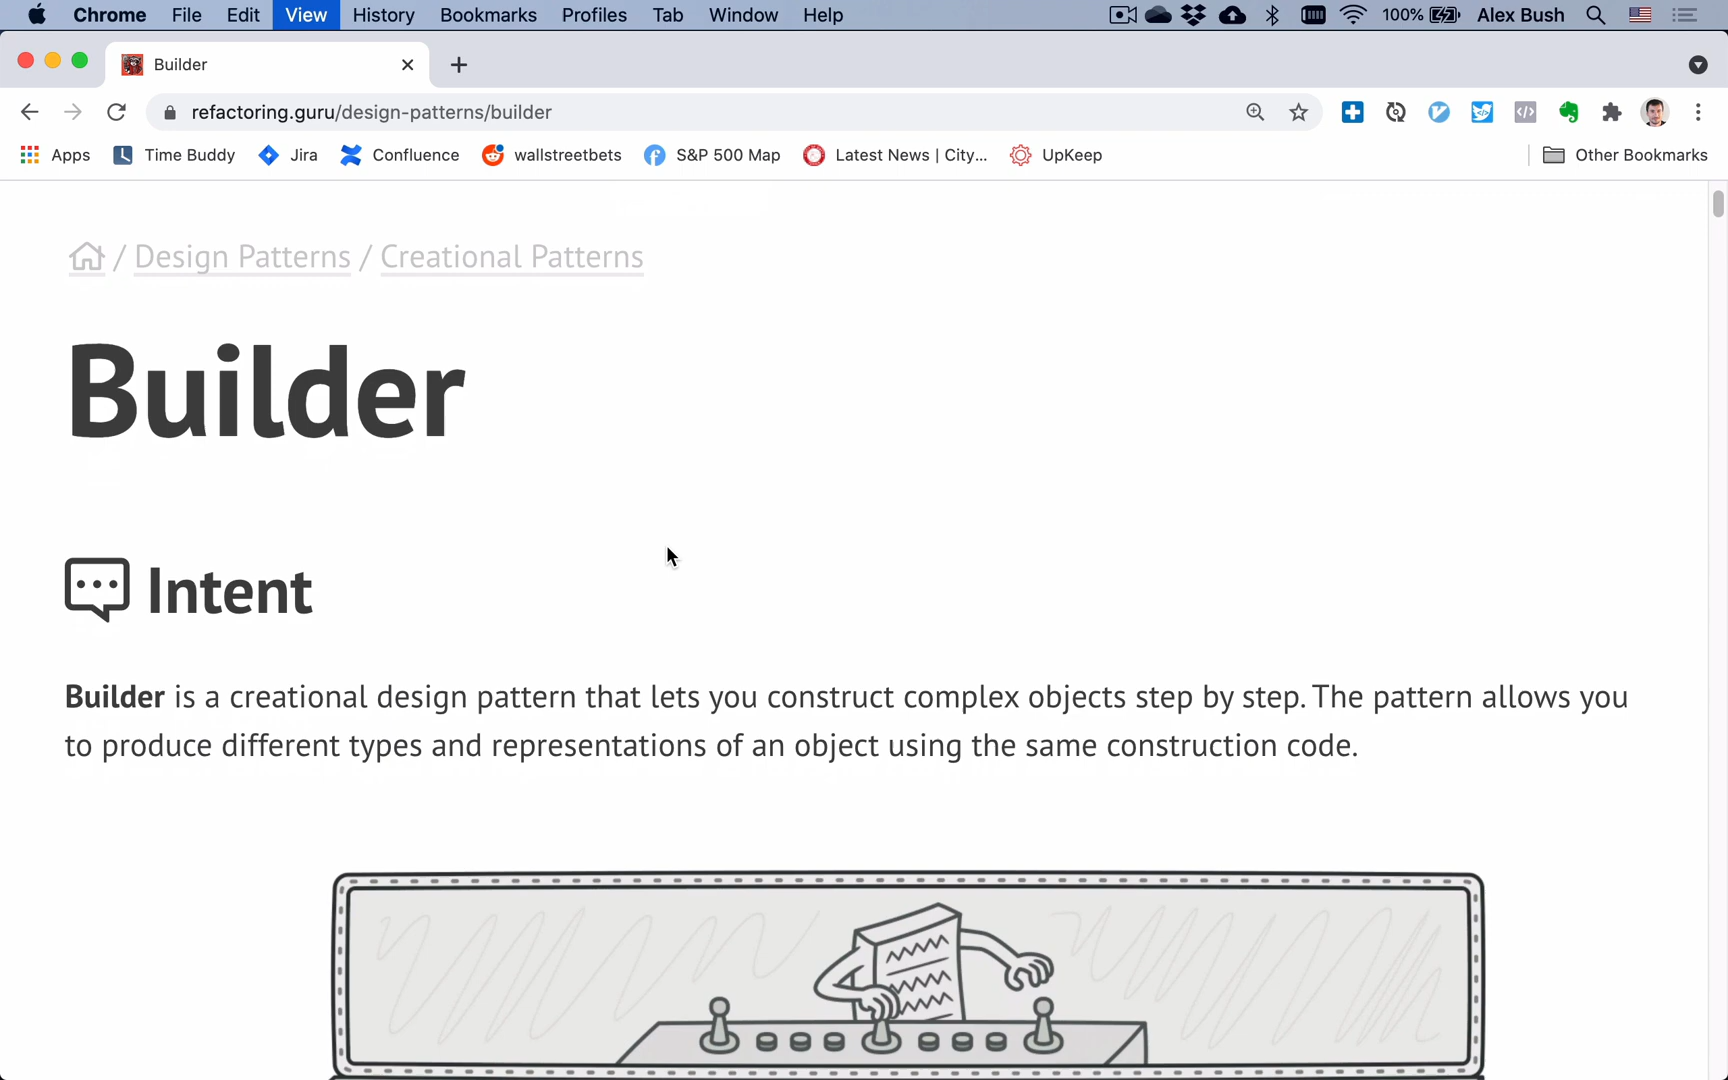 Chrome File Edit View History Bookmarks Profiles Tab Window Help 100% Alex Bush
Builder
refactoring.guru/design-patterns/builder
Apps Time Buddy Jira Confluence wallstreetbets S&P 500 Map Latest News | City... UpKeep Other Bookmarks
/ Design Patterns / Creational Patterns
Builder
Intent
Builder is a creational design pattern that lets you construct complex objects step by step. The pattern allows you
to produce different types and representations of an object using the same construction code.